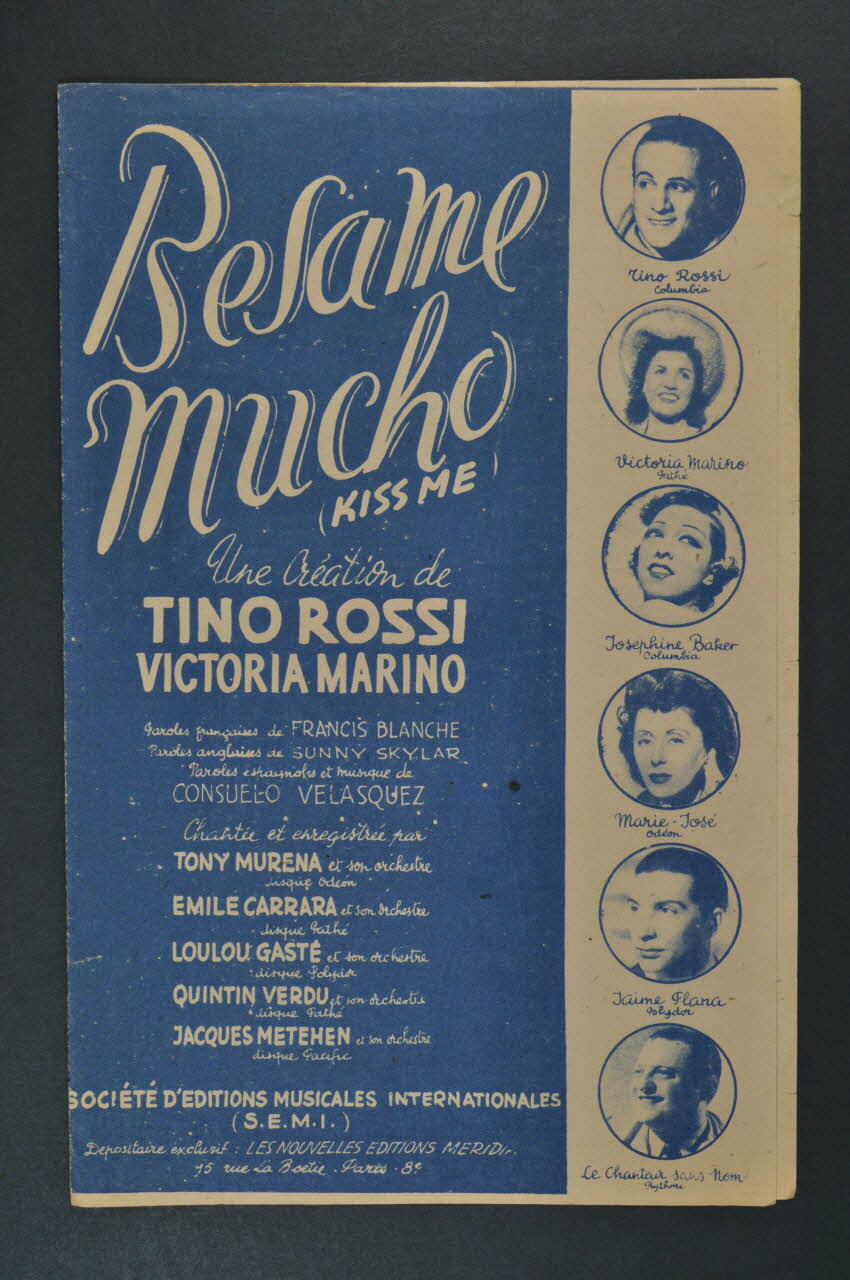 Besame
mucho
(KISS ME)
Une Création de
TINO ROSSI
VICTORIA MARINO
Paroles françaises de FRANCIS BLANCHE
Paroles anglaises de SUNNY SKYLAR
Paroles espagnoles et musique de
CONSUELO VELASQUEZ
Chantée et enregistrée par
TONY MURENA et son orchestre
disque Odéon
EMILE CARRARA et son Orchestre
disque Pathé
LOULOU GASTÉ et son orchestre
disque Polydor
QUINTIN VERDU et son orchestre
disque Pathé
JACQUES METEHEN et son orchestre
disque Pacific
SOCIÉTÉ D'EDITIONS MUSICALES INTERNATIONALES
(S.E.M.I.)
Depositaire exclusif : LES NOUVELLES EDITIONS MERIDI
rue La Boetie . Paris . 8e
Tino Rossi
Columbia
Victoria Marino
Pathé
Josephine Baker
Columbia
Marie-José
Odéon
Jaime Plana
Polydor
Le Chanteur sans Nom
Rythme